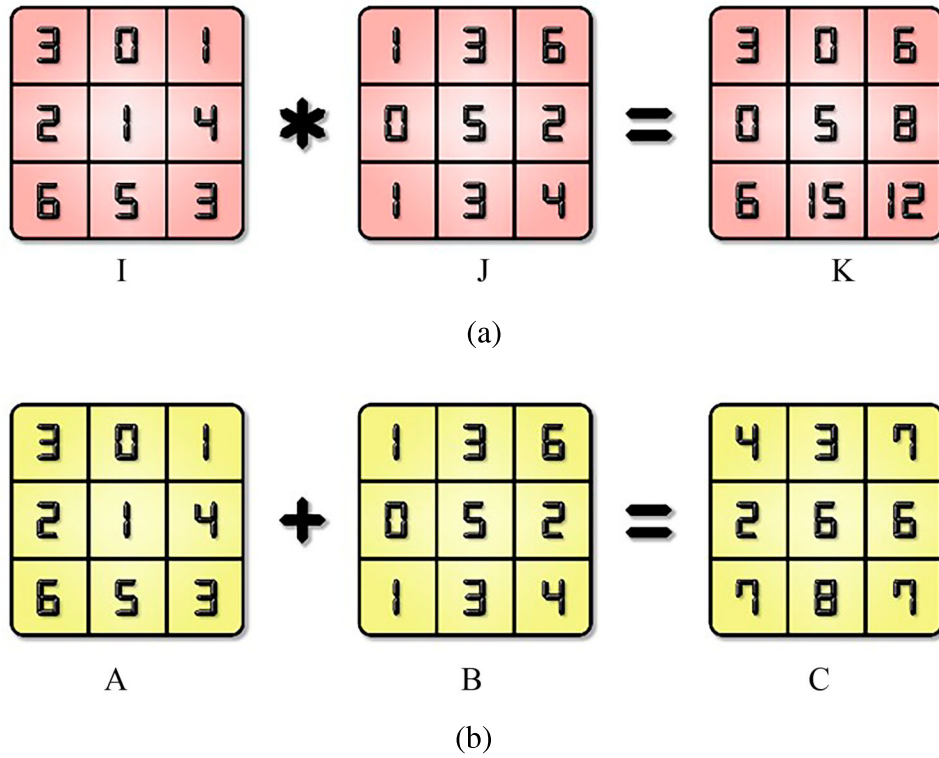 3 0 1 1 3 6 3 0 6
2 1 4 * 0 5 2 = 0 5 8
6 5 3 1 3 4 6 15 12
I J K
(a)
3 0 1 1 3 6 4 3 7
2 1 4 + 0 5 2 = 2 6 6
6 5 3 1 3 4 7 8 7
A B C
(b)